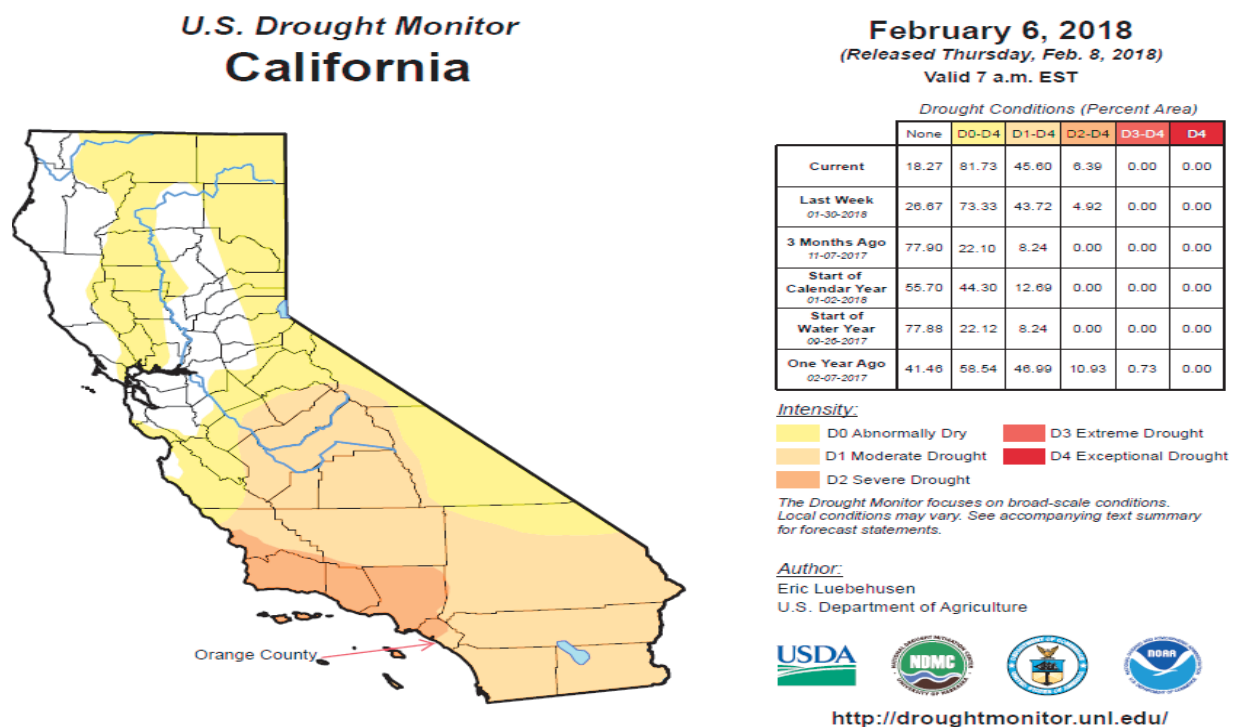 U.S. Drought Monitor
California
February 6, 2018
(Released Thursday, Feb. 8, 2018)
Valid 7 a.m. EST
Drought Conditions (Percent Area)
None D0-D4 D1-D4 D2-D4 D3-D4 D4
Current 18.27 81.73 45.60 6.39 0.00 0.00
Last Week
01-30-2018
26.67 73.33 43.72 4.92 0.00 0.00
3 Months Ago
11-07-2017
77.90 22.10 8.24 0.00 0.00 0.00
Start of
Calendar Year
01-02-2018
55.70 44.30 12.69 0.00 0.00 0.00
Start of
Water Year
09-26-2017
77.88 22.12 8.24 0.00 0.00 0.00
One Year Ago
02-07-2017
41.46 58.54 46.99 10.93 0.73 0.00
Intensity:
D0 Abnormally Dry
D3 Extreme Drought
D1 Moderate Drought
D4 Exceptional Drought
D2 Severe Drought
The Drought Monitor focuses on broad-scale conditions.
Local conditions may vary. See accompanying text summary
for forecast statements.
Author:
Eric Luebehusen
U.S. Department of Agriculture
Orange County
USDA
NDMC
NOAA
http://droughtmonitor.unl.edu/